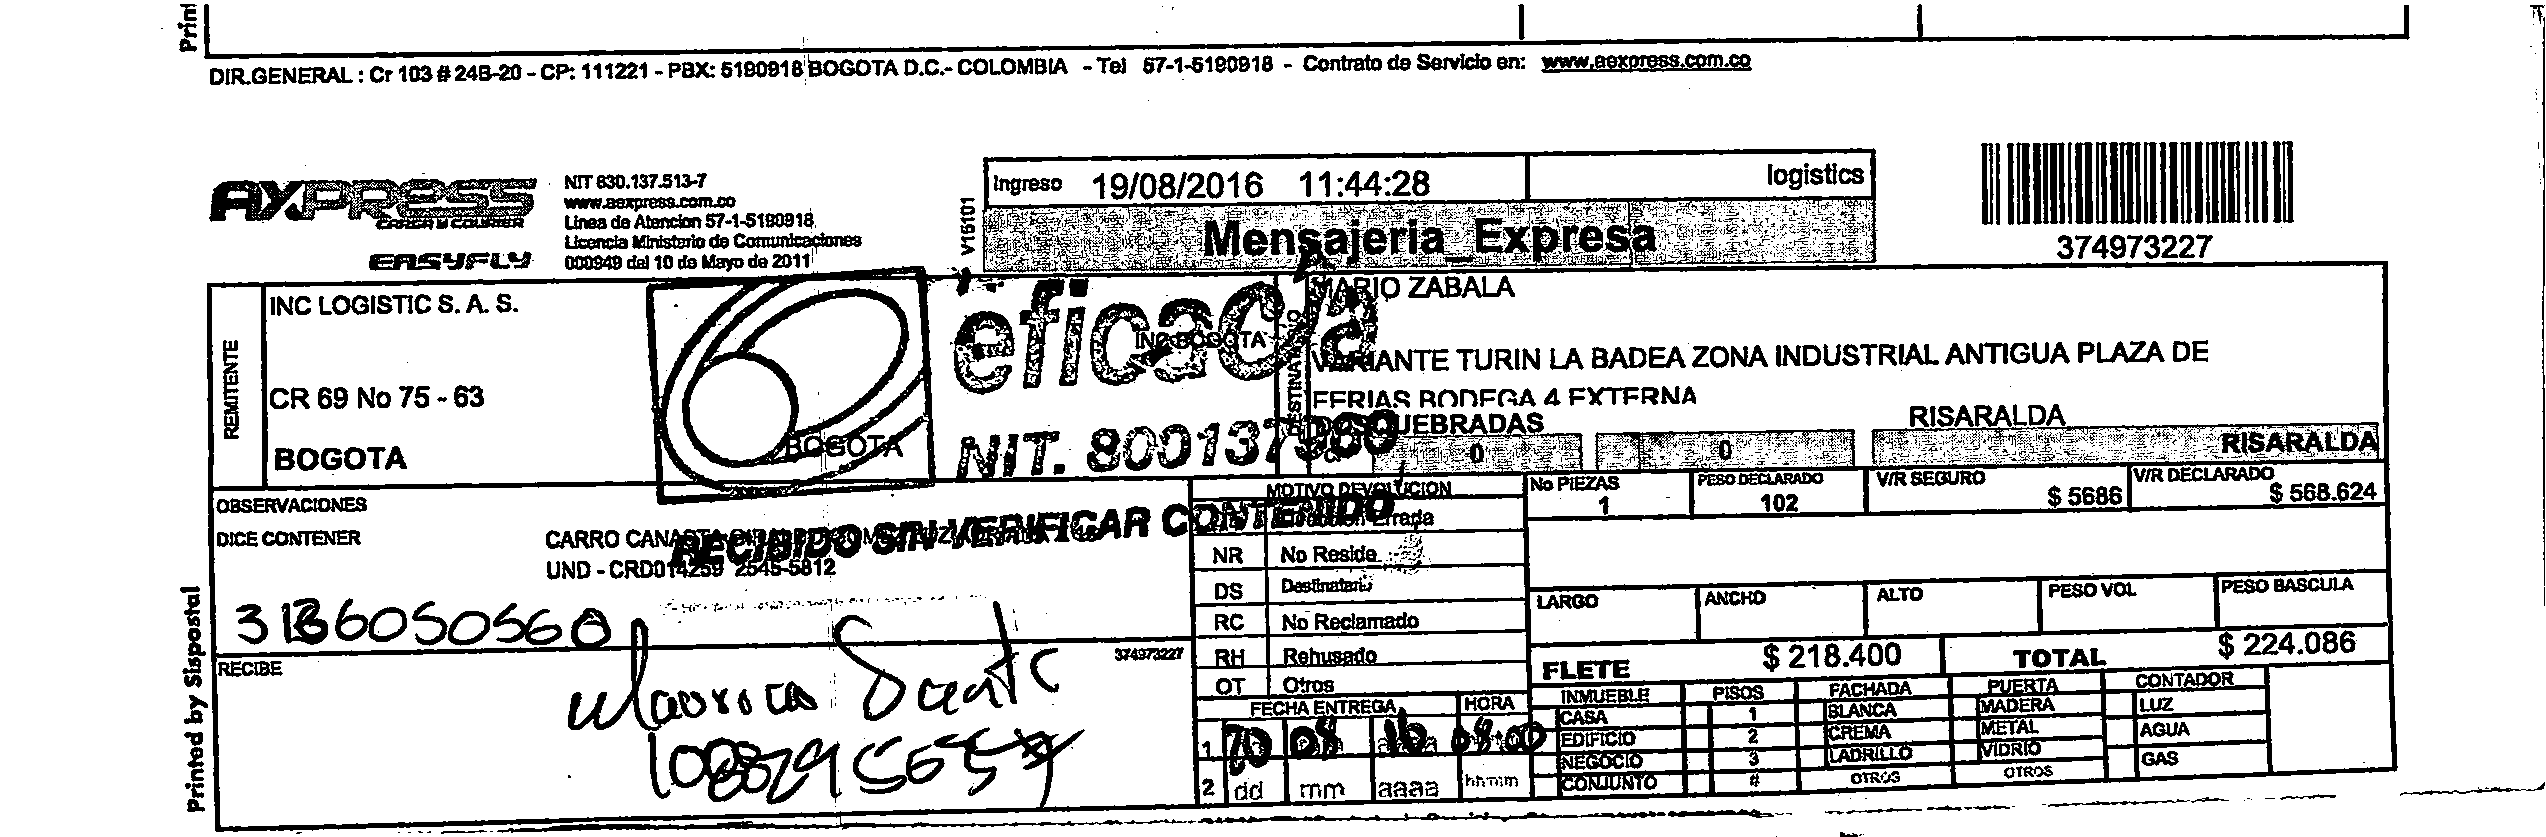 DIR.GENERAL : Cr 103 # 24B-20 - CP: 111221 - PBX: 5190918 BOGOTA D.C.- COLOMBIA - Tel 57-1-5190918 - Contrato de Servicio en: www.aexpress.com.co
AXPRESS
CARGA Y COURIER
EASYFLY
NIT 830.137.513-7
www.aexpress.com.co
Linea de Atencion 57-1-5190918
Licencia Ministerio de Comunicaciones
000949 del 10 de Mayo de 2011
V15101
Ingreso 19/08/2016 11:44:28
logistics
Mensajeria_Expresa
374973227
REMITENTE
INC LOGISTIC S. A. S.
CR 69 No 75 - 63
BOGOTA
BOGOTA
eficacia
NIT. 800137960
INC BOGOTA
DESTINATARIO
MARIO ZABALA
VARIANTE TURIN LA BADEA ZONA INDUSTRIAL ANTIGUA PLAZA DE
FERIAS BODEGA 4 EXTERNA
DOSQUEBRADAS
RISARALDA
0
0
RISARALDA
OBSERVACIONES
DICE CONTENER
CARRO CANASTA
UND - CRD014259 2545-5812
RECIBIDO SIN VERIFICAR CONTENIDO
MOTIVO DEVOLUCION
Direccion Errada
NR No Reside
DS Destinatario
RC No Reclamado
RH Rehusado
OT Otros
No PIEZAS
1
PESO DECLARADO
102
V/R SEGURO
$ 5686
V/R DECLARADO
$ 568.624
LARGO
ANCHO
ALTO
PESO VOL
PESO BASCULA
FLETE
$ 218.400
TOTAL
$ 224.086
3136050560
RECIBE
374973227
FECHA ENTREGA
HORA
1 20 08 16 08:00
2 dd mm aaaa hh:mm
INMUEBLE
CASA
EDIFICIO
NEGOCIO
CONJUNTO
PISOS
1
2
3
#
FACHADA
BLANCA
CREMA
LADRILLO
OTROS
PUERTA
MADERA
METAL
VIDRIO
OTROS
CONTADOR
LUZ
AGUA
GAS
Printed by Sispostal